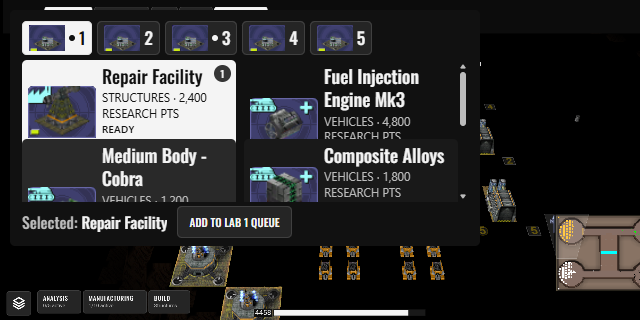 • 1
2
• 3
4
5
Repair Facility
1
STRUCTURES · 2,400
RESEARCH PTS
READY
Fuel Injection
Engine Mk3
VEHICLES · 4,800
RESEARCH PTS
Medium Body -
Cobra
VEHICLES · 1,200
Composite Alloys
VEHICLES · 1,800
RESEARCH PTS
Selected: Repair Facility
ADD TO LAB 1 QUEUE
ANALYSIS
MANUFACTURING
BUILD
Structures
4458